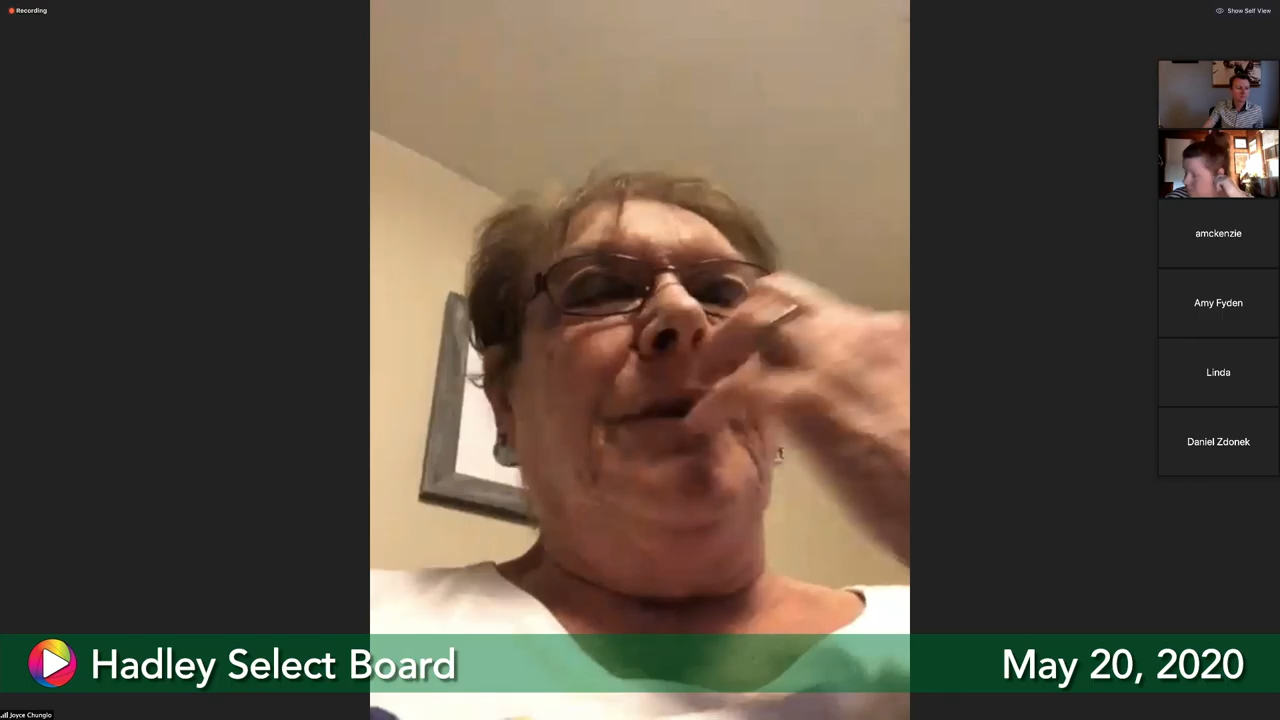 Recording
Show Self View
amckenzie
Amy Fyden
Linda
Daniel Zdonek
Hadley Select Board
May 20, 2020
Joyce Chunglo